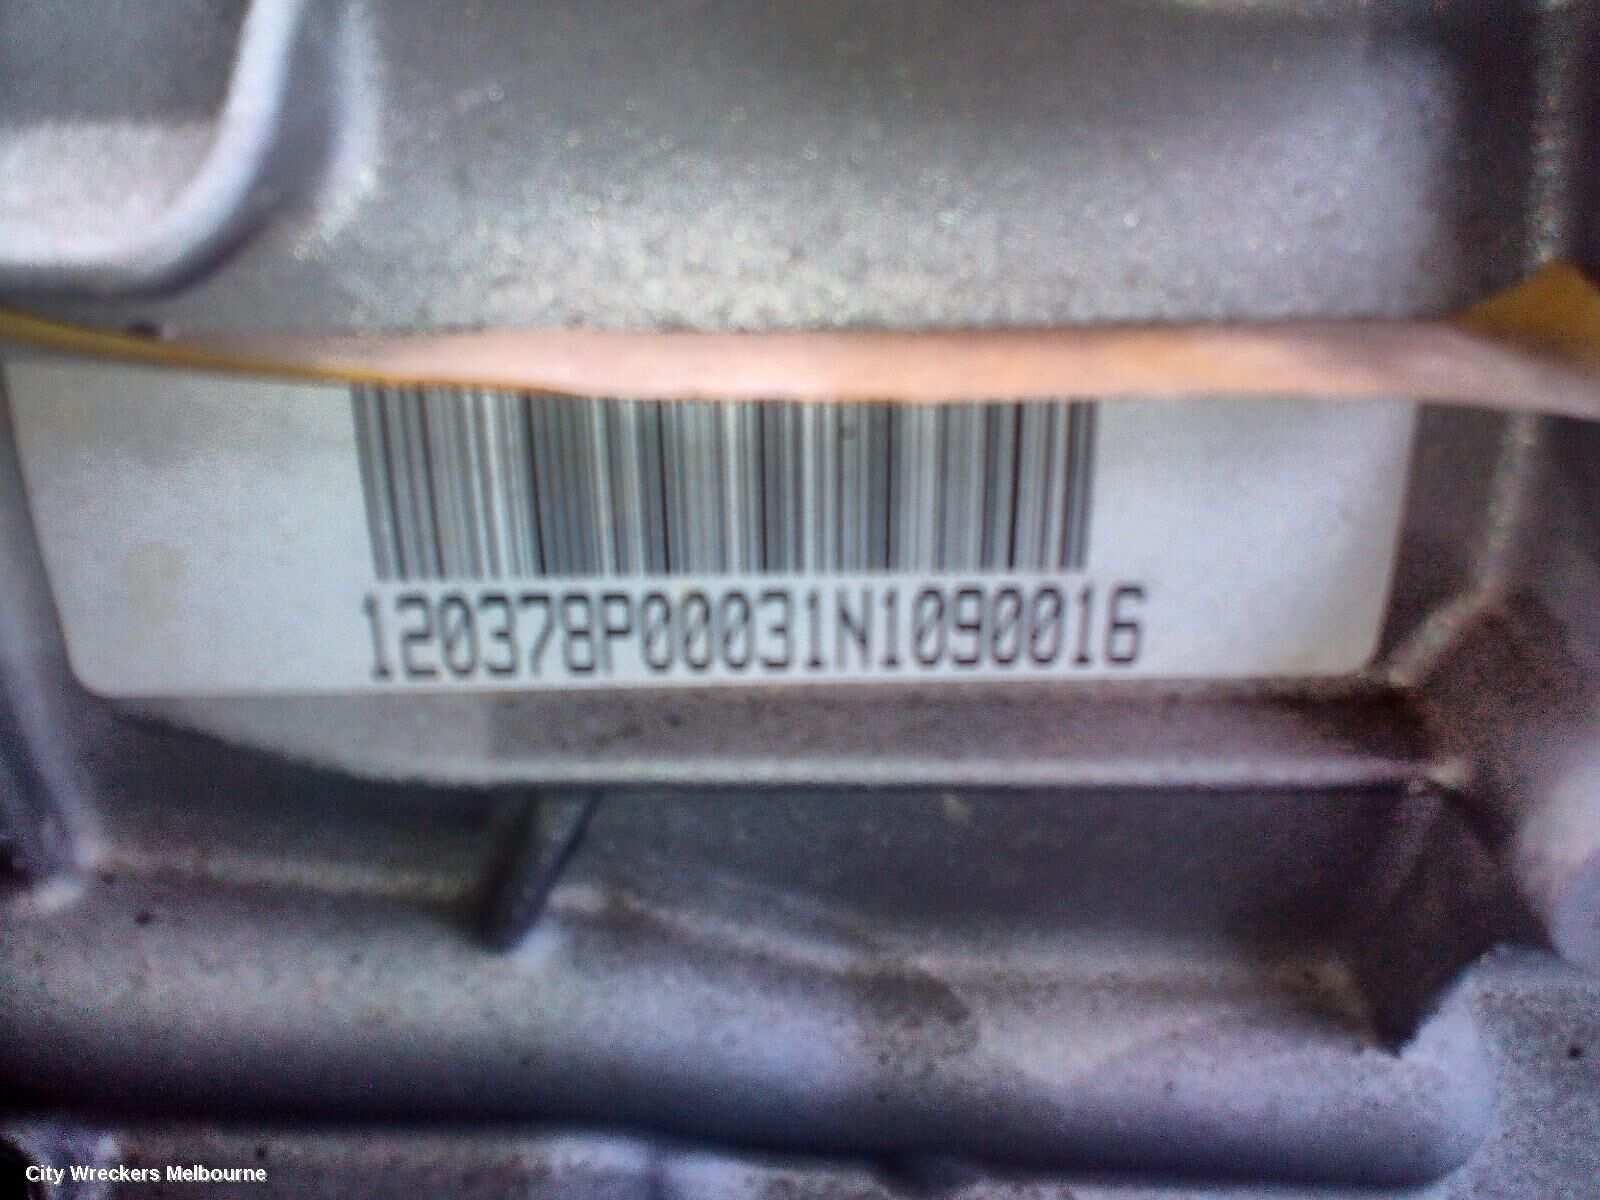 120378P00031N1090016
City Wreckers Melbourne